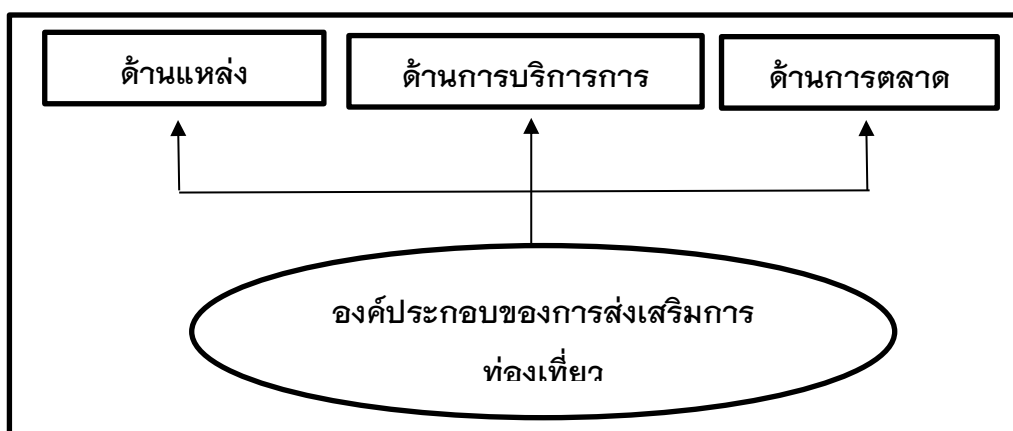 ด้านแหล่ง
ด้านการบริการการ
ด้านการตลาด
องค์ประกอบของการส่งเสริมการ
ท่องเที่ยว